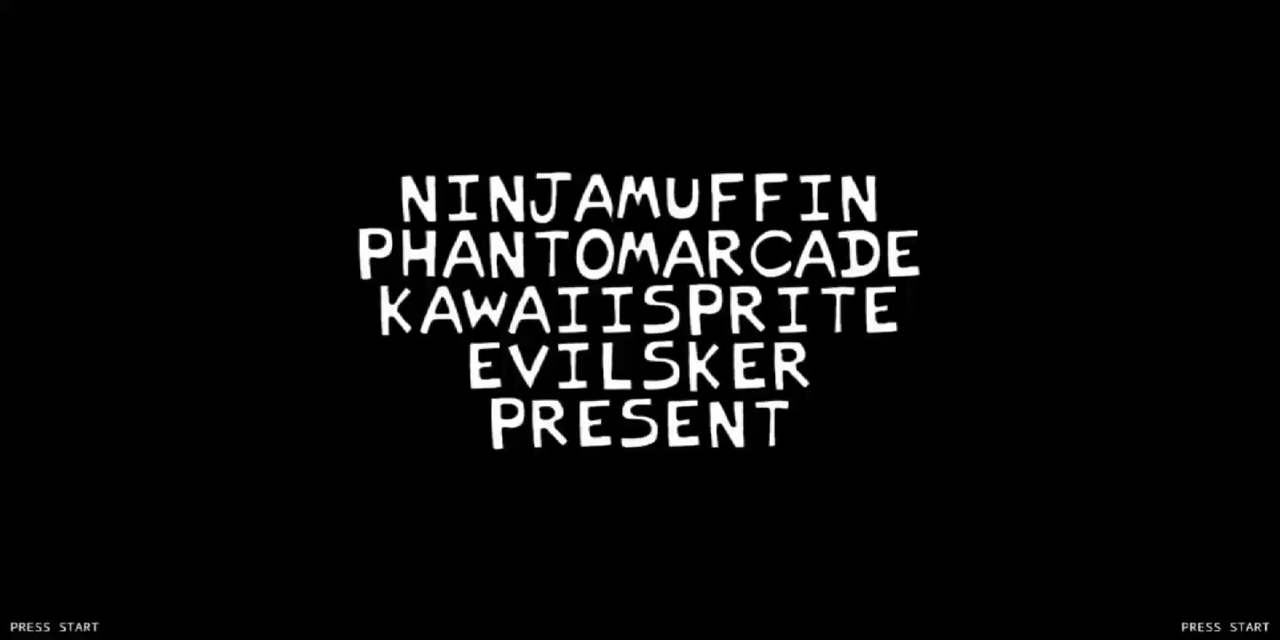 NINJAMUFFIN
PHANTOMARCADE
KAWAIISPRITE
EVILSKER
PRESENT
PRESS START
PRESS START